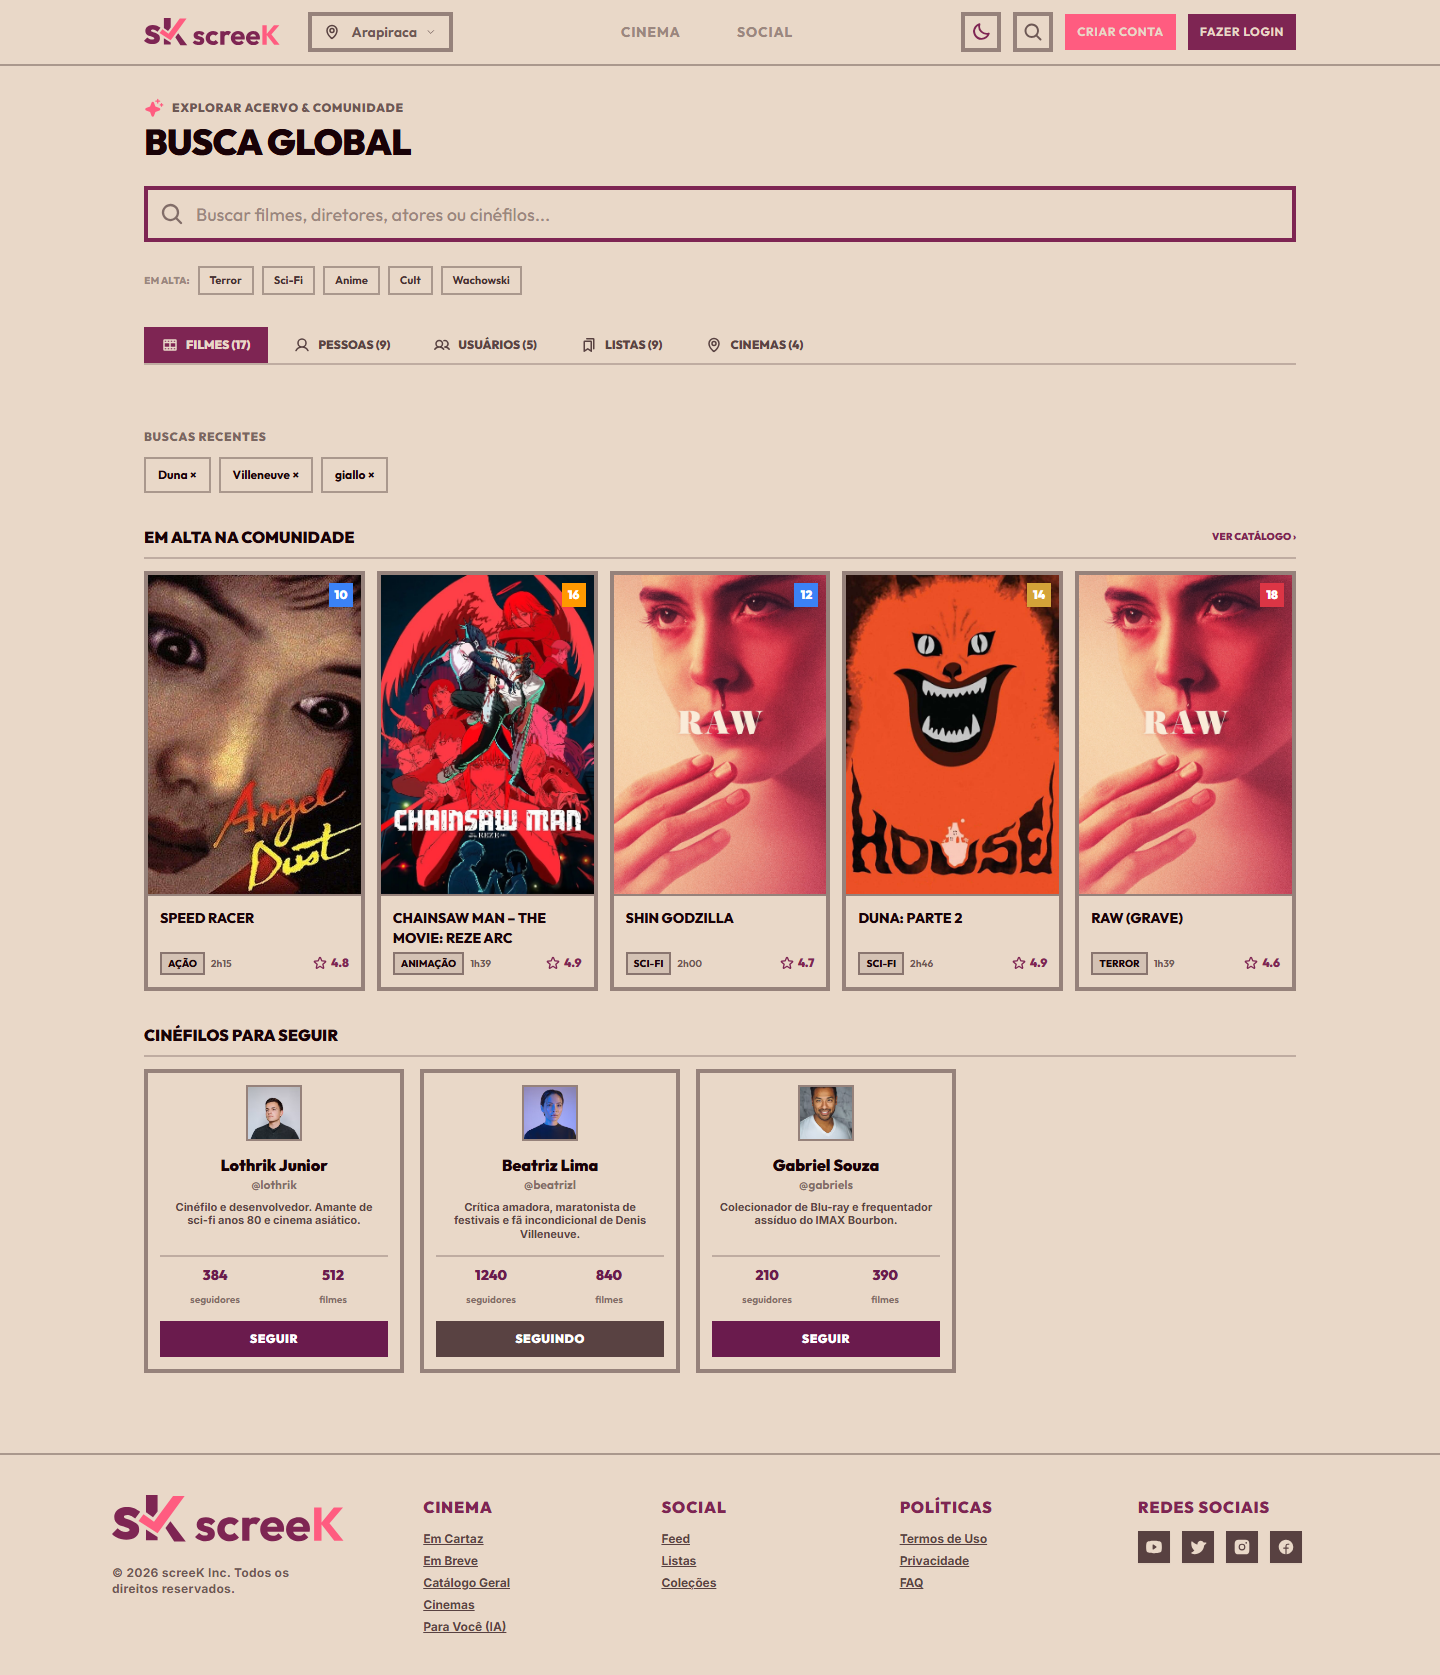 sK screeK
Arapiraca
CINEMA
SOCIAL
CRIAR CONTA
FAZER LOGIN
EXPLORAR ACERVO & COMUNIDADE
BUSCA GLOBAL
Buscar filmes, diretores, atores ou cinéfilos...
EM ALTA:
Terror
Sci-Fi
Anime
Cult
Wachowski
FILMES (17)
PESSOAS (9)
USUÁRIOS (5)
LISTAS (9)
CINEMAS (4)
BUSCAS RECENTES
Duna ×
Villeneuve ×
giallo ×
EM ALTA NA COMUNIDADE
VER CATÁLOGO ›
10
Angel
Dust
SPEED RACER
AÇÃO 2h15 4.8
16
CHAINSAW MAN
REZE
CHAINSAW MAN – THE
MOVIE: REZE ARC
ANIMAÇÃO 1h39 4.9
12
RAW
SHIN GODZILLA
SCI-FI 2h00 4.7
14
HOUSE
DUNA: PARTE 2
SCI-FI 2h46 4.9
18
RAW
RAW (GRAVE)
TERROR 1h39 4.6
CINÉFILOS PARA SEGUIR
Lothrik Junior
@lothrik
Cinéfilo e desenvolvedor. Amante de
sci-fi anos 80 e cinema asiático.
384 512
seguidores filmes
SEGUIR
Beatriz Lima
@beatrizl
Crítica amadora, maratonista de
festivais e fã incondicional de Denis
Villeneuve.
1240 840
seguidores filmes
SEGUINDO
Gabriel Souza
@gabriels
Colecionador de Blu-ray e frequentador
assíduo do IMAX Bourbon.
210 390
seguidores filmes
SEGUIR
sK screeK
© 2026 screeK Inc. Todos os
direitos reservados.
CINEMA
Em Cartaz
Em Breve
Catálogo Geral
Cinemas
Para Você (IA)
SOCIAL
Feed
Listas
Coleções
POLÍTICAS
Termos de Uso
Privacidade
FAQ
REDES SOCIAIS